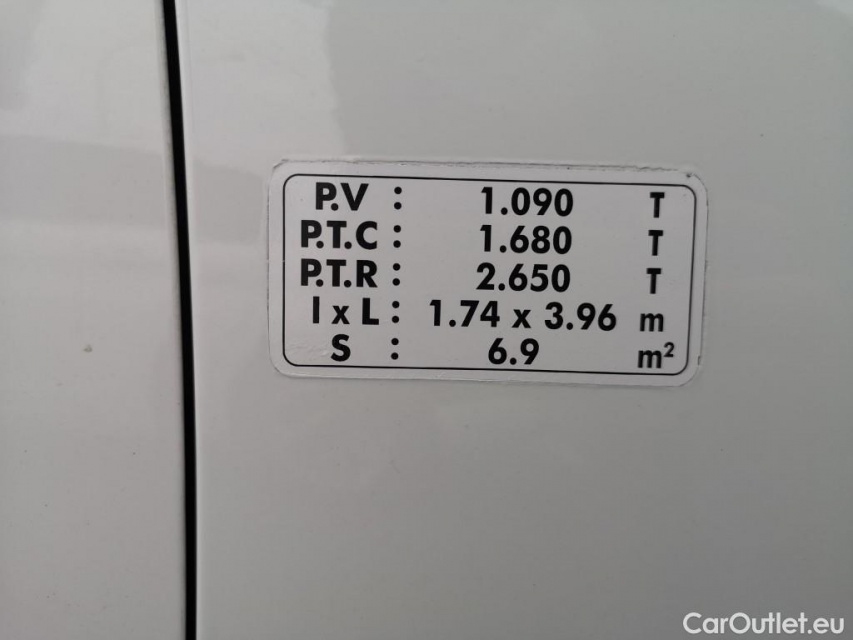 P.V : 1.090 T
P.T.C : 1.680 T
P.T.R : 2.650 T
l x L : 1.74 x 3.96 m
S : 6.9 m²
CarOutlet.eu